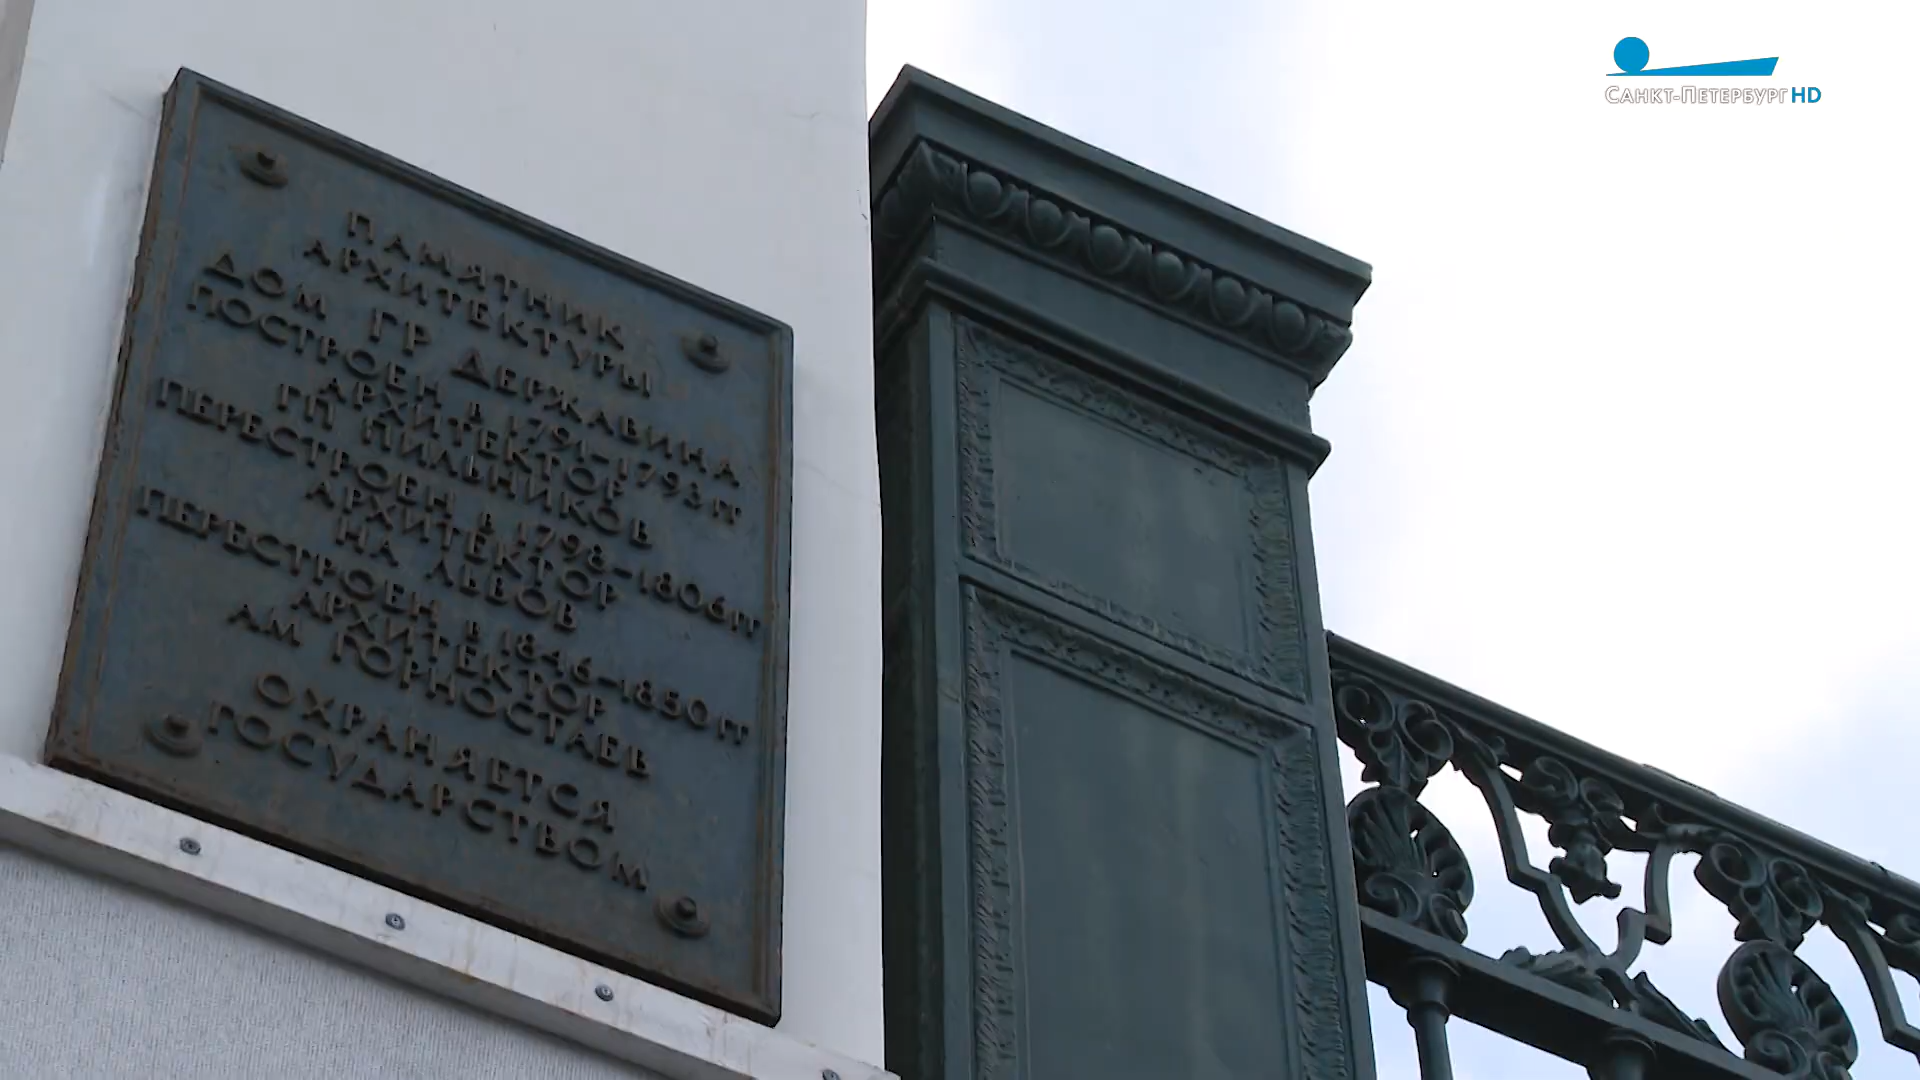 САНКТ-ПЕТЕРБУРГ HD
ПАМЯТНИК
АРХИТЕКТУРЫ
ДОМ ГР ДЕРЖАВИНА
ПОСТРОЕН В 1791-1793 ГГ
АРХИТЕКТОР
ГП ПИЛЬНИКОВ
ПЕРЕСТРОЕН В 1798-1806 ГГ
АРХИТЕКТОР
НА ЛЬВОВ
ПЕРЕСТРОЕН В 1846-1850 ГГ
АРХИТЕКТОР
АМ ГОРНОСТАЕВ
ОХРАНЯЕТСЯ
ГОСУДАРСТВОМ